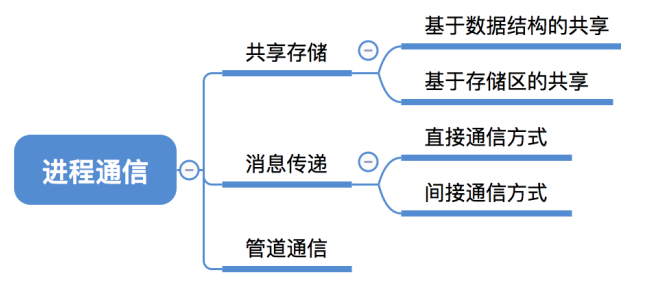 进程通信
共享存储
基于数据结构的共享
基于存储区的共享
消息传递
直接通信方式
间接通信方式
管道通信